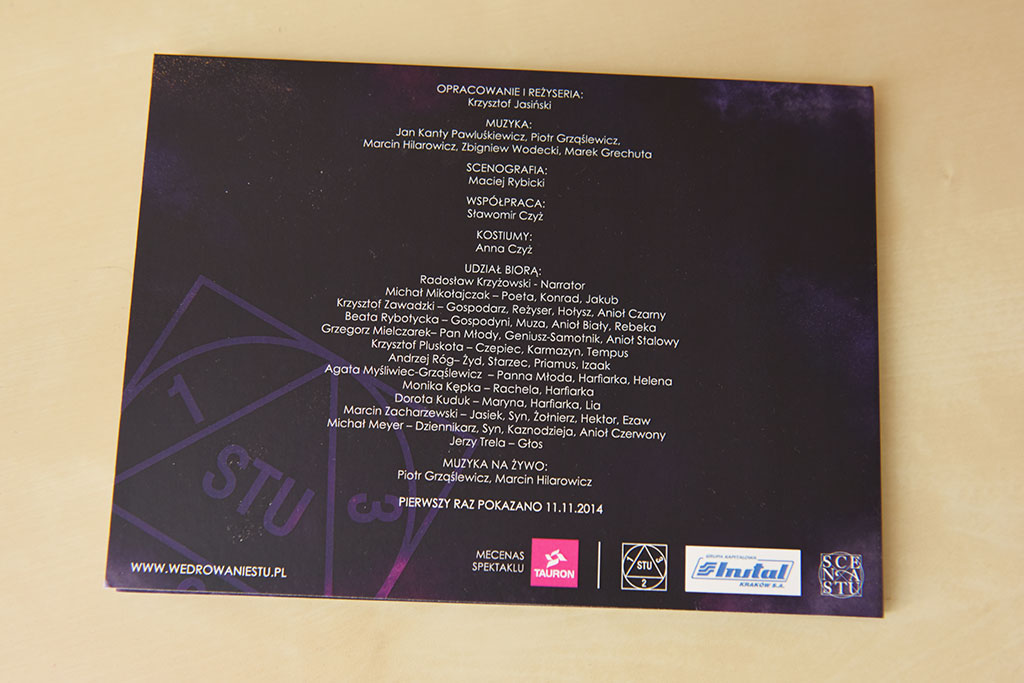 OPRACOWANIE I REŻYSERIA:
Krzysztof Jasiński
MUZYKA:
Jan Kanty Pawluśkiewicz, Piotr Grząślewicz,
Marcin Hilarowicz, Zbigniew Wodecki, Marek Grechuta
SCENOGRAFIA:
Maciej Rybicki
WSPÓŁPRACA:
Sławomir Czyż
KOSTIUMY:
Anna Czyż
UDZIAŁ BIORĄ:
Radosław Krzyżowski - Narrator
Michał Mikołajczak – Poeta, Konrad, Jakub
Krzysztof Zawadzki – Gospodarz, Reżyser, Hołysz, Anioł Czarny
Beata Rybotycka – Gospodyni, Muza, Anioł Biały, Rebeka
Grzegorz Mielczarek– Pan Młody, Geniusz-Samotnik, Anioł Stalowy
Krzysztof Pluskota – Czepiec, Karmazyn, Tempus
Andrzej Róg– Żyd, Starzec, Priamus, Izaak
Agata Myśliwiec-Grząślewicz – Panna Młoda, Harfiarka, Helena
Monika Kępka – Rachela, Harfiarka
Dorota Kuduk – Maryna, Harfiarka, Lia
Marcin Zacharzewski – Jasiek, Syn, Żołnierz, Hektor, Ezaw
Michał Meyer – Dziennikarz, Syn, Kaznodzieja, Anioł Czerwony
Jerzy Trela – Głos
MUZYKA NA ŻYWO:
Piotr Grząślewicz, Marcin Hilarowicz
PIERWSZY RAZ POKAZANO 11.11.2014
1
STU
3
WWW.WEDROWANIESTU.PL
MECENAS
SPEKTAKLU
TAURON
STU
2
GRUPA KAPITAŁOWA
Instal
KRAKÓW S.A.
SCE
NA
STU